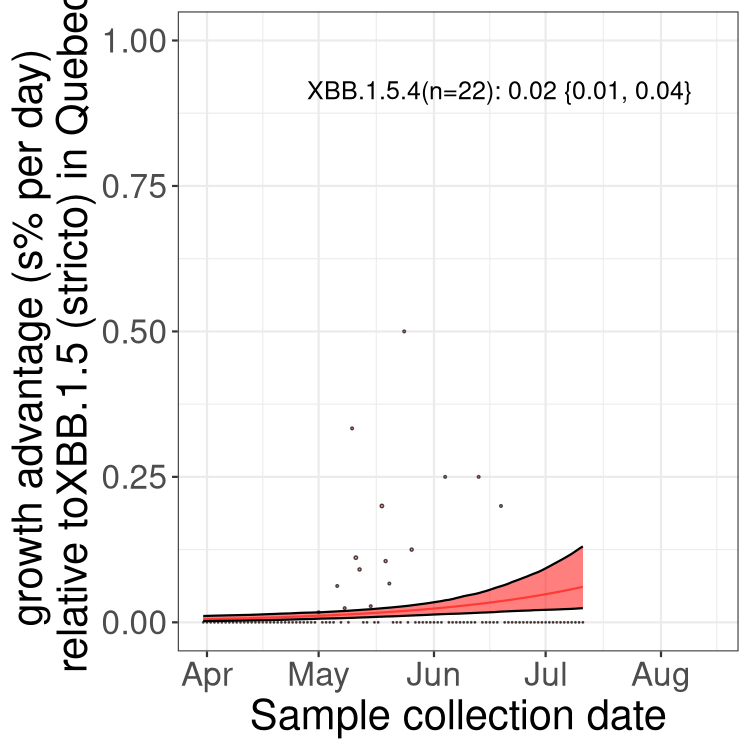 growth advantage (s% per day)
relative toXBB.1.5 (stricto) in Quebec
1.00
XBB.1.5.4(n=22): 0.02 {0.01, 0.04}
0.75
0.50
0.25
0.00
Apr May Jun Jul Aug
Sample collection date